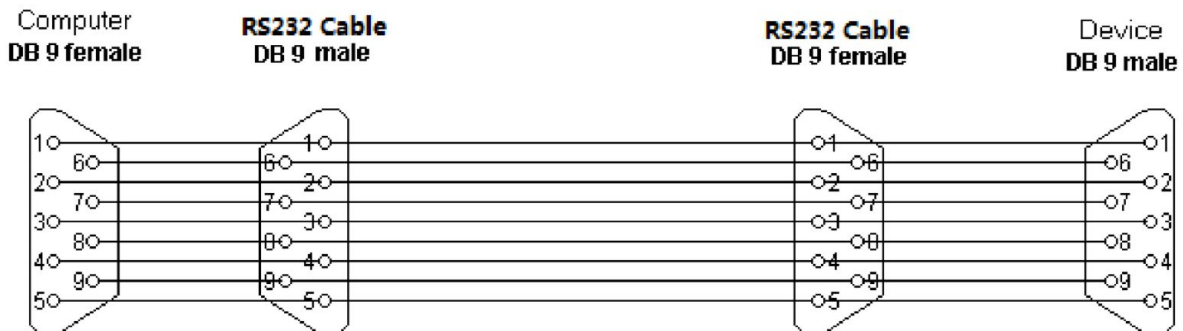 Computer
DB 9 female
RS232 Cable
DB 9 male
RS232 Cable
DB 9 female
Device
DB 9 male
1 1 1 1
6 6 6 6
2 2 2 2
7 7 7 7
3 3 3 3
8 8 8 8
4 4 4 4
9 9 9 9
5 5 5 5